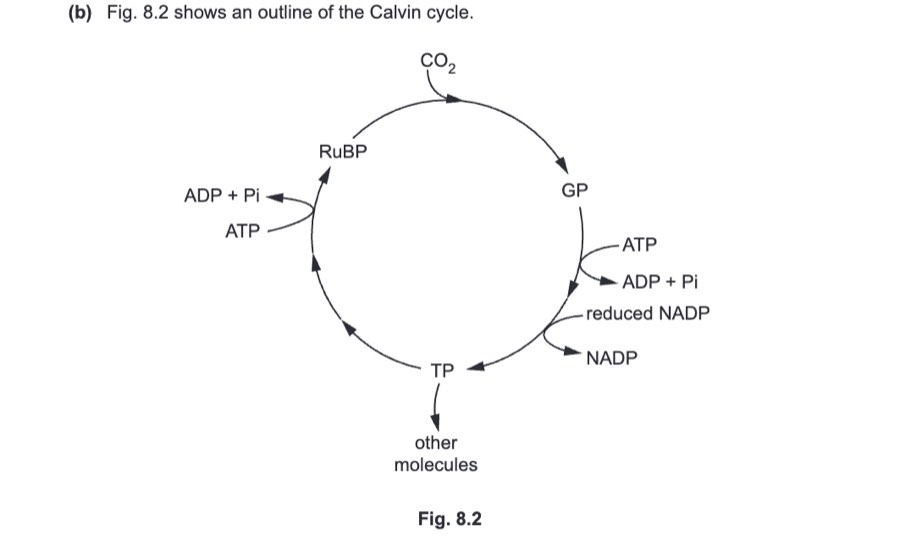 (b) Fig. 8.2 shows an outline of the Calvin cycle.
CO2
RuBP
GP
ADP + Pi
ATP
ATP
ADP + Pi
reduced NADP
NADP
TP
other
molecules
Fig. 8.2